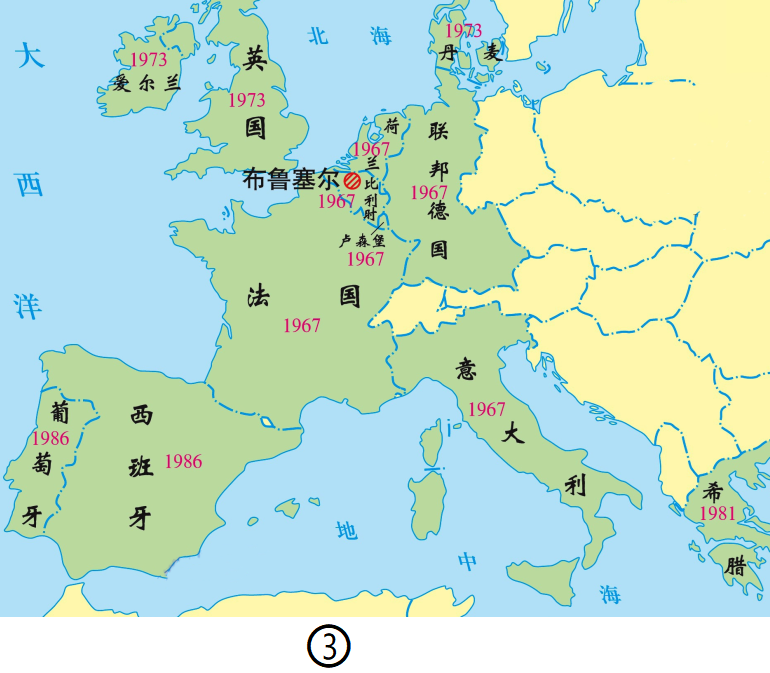 大西洋
北海
爱尔兰
1973
英国
1973
丹麦
1973
荷兰
1967
布鲁塞尔
比利时
1967
卢森堡
1967
联邦德国
1967
法国
1967
意大利
1967
葡萄牙
1986
西班牙
1986
希腊
1981
地中海
③